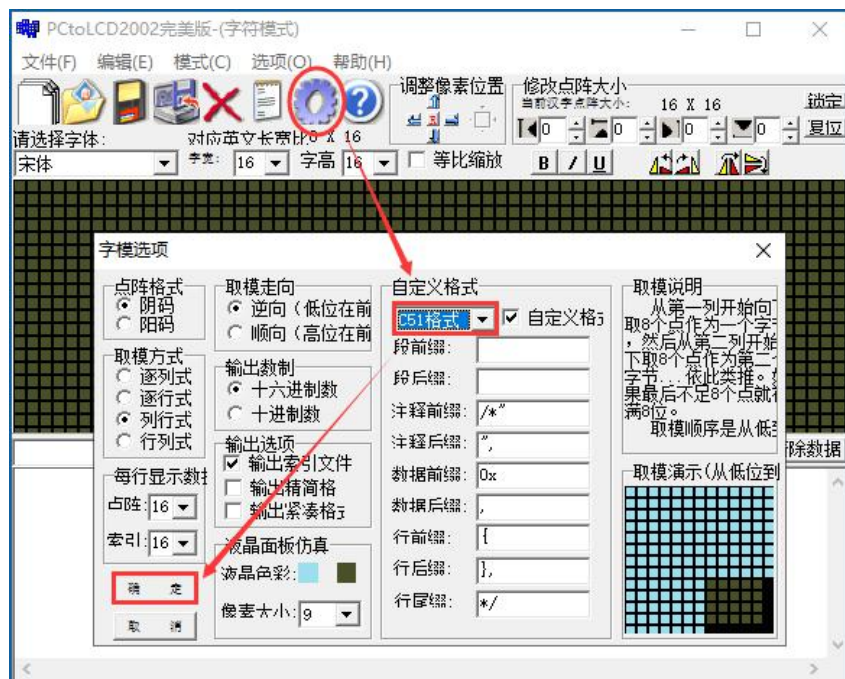 PCtoLCD2002完美版-(字符模式)
文件(F) 编辑(E) 模式(C) 选项(O) 帮助(H)
调整像素位置
修改点阵大小
当前汉字点阵大小: 16 X 16
锁定
0 0 0 0 复位
请选择字体: 对应英文长宽比8 X 16
宋体 字宽: 16 字高 16 等比缩放 B / U
字模选项
点阵格式
阴码
阳码
取模方式
逐列式
逐行式
列行式
行列式
每行显示数据
点阵: 16
索引: 16
确 定
取 消
取模走向
逆向(低位在前
顺向(高位在前
输出数制
十六进制数
十进制数
输出选项
输出索引文件
输出精简格
输出紧凑格式
液晶面板仿真
液晶色彩:
像素大小: 9
自定义格式
C51格式 自定义格式
段前缀:
段后缀:
注释前缀: /*"
注释后缀: ",
数据前缀: 0x
数据后缀: ,
行前缀: {
行后缀: },
行尾缀: */
取模说明
从第一列开始向下
取8个点作为一个字节
,然后从第二列开始
下取8个点作为第二个
字节...依此类推。如
果最后不足8个点就补
满8位。
取模顺序是从低到
取模演示(从低位到
除数据